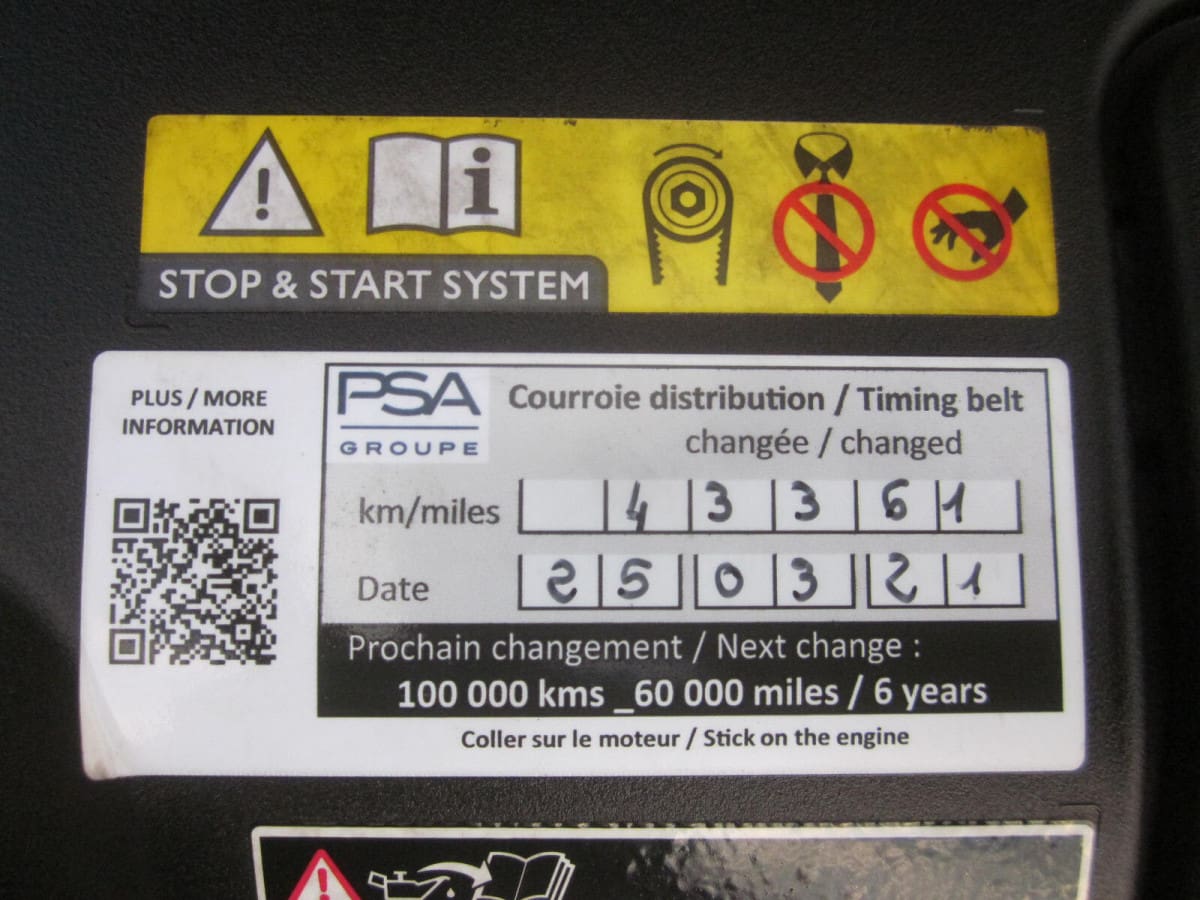 STOP & START SYSTEM
PLUS / MORE
INFORMATION
PSA
GROUPE
Courroie distribution / Timing belt
changée / changed
km/miles 4 3 3 6 1
Date 2 5 0 3 2 1
Prochain changement / Next change :
100 000 kms _60 000 miles / 6 years
Coller sur le moteur / Stick on the engine